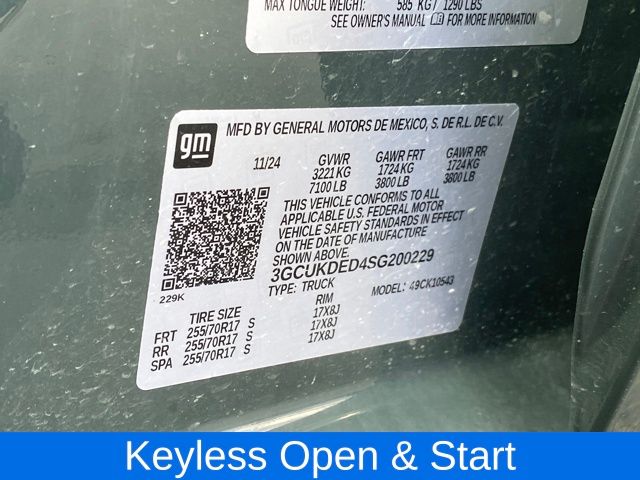 MAX TONGUE WEIGHT: 585 KG / 1290 LBS
SEE OWNER'S MANUAL FOR MORE INFORMATION
gm
MFD BY GENERAL MOTORS DE MEXICO, S. DE R.L. DE C.V.
11/24 GVWR GAWR FRT GAWR RR
3221 KG 1724 KG 1724 KG
7100 LB 3800 LB 3800 LB
THIS VEHICLE CONFORMS TO ALL
APPLICABLE U.S. FEDERAL MOTOR
VEHICLE SAFETY STANDARDS IN EFFECT
ON THE DATE OF MANUFACTURE
SHOWN ABOVE.
3GCUKDED4SG200229
229K
TYPE: TRUCK MODEL: 49CK10543
TIRE SIZE RIM
FRT 255/70R17 S 17X8J
RR 255/70R17 S 17X8J
SPA 255/70R17 S 17X8J
Keyless Open & Start